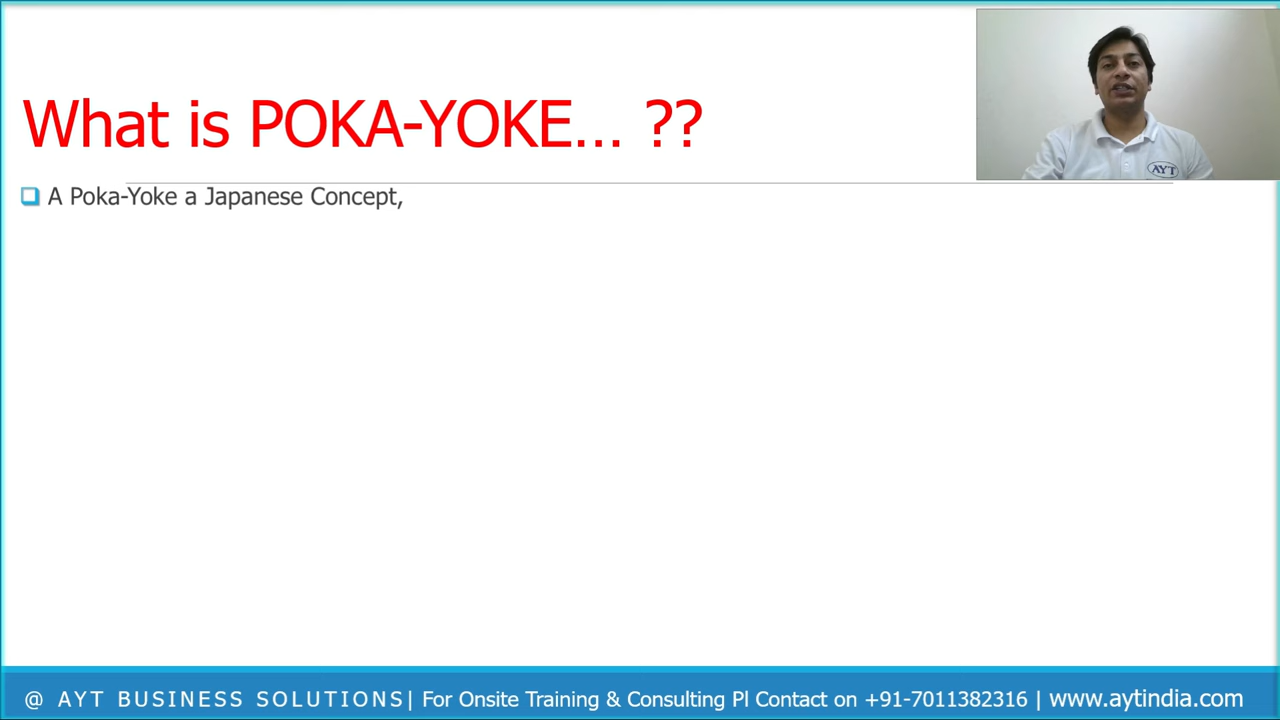 What is POKA-YOKE... ??
A Poka-Yoke a Japanese Concept,
AYT
@ AYT BUSINESS SOLUTIONS| For Onsite Training & Consulting Pl Contact on +91-7011382316 | www.aytindia.com